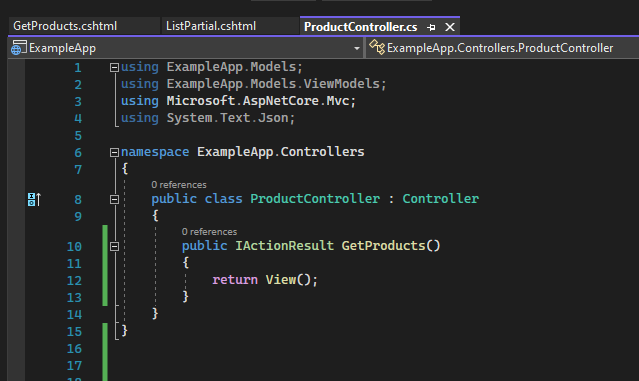 GetProducts.cshtml ListPartial.cshtml ProductController.cs
ExampleApp ExampleApp.Controllers.ProductController
1 using ExampleApp.Models;
2 using ExampleApp.Models.ViewModels;
3 using Microsoft.AspNetCore.Mvc;
4 using System.Text.Json;
5
6 namespace ExampleApp.Controllers
7 {
0 references
8 public class ProductController : Controller
9 {
0 references
10 public IActionResult GetProducts()
11 {
12 return View();
13 }
14 }
15 }
16
17